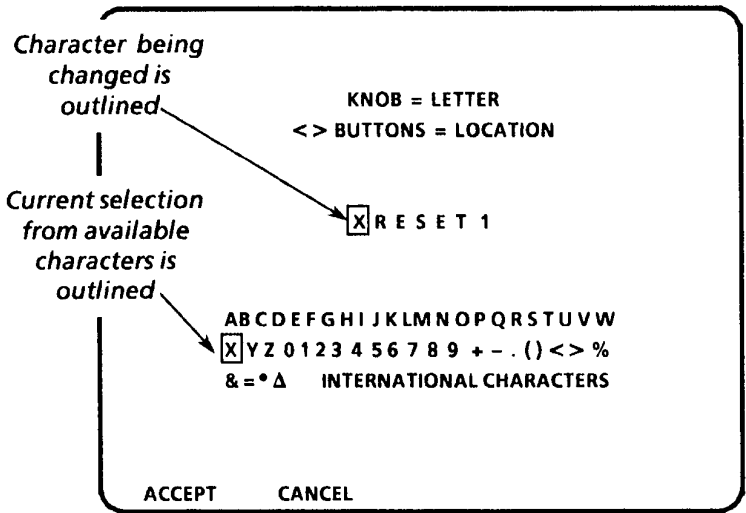 Character being
changed is
outlined
KNOB = LETTER
< > BUTTONS = LOCATION
Current selection
from available
characters is
outlined
X R E S E T 1
A B C D E F G H I J K L M N O P Q R S T U V W
X Y Z 0 1 2 3 4 5 6 7 8 9 + – . ( ) < > %
& = • Δ INTERNATIONAL CHARACTERS
ACCEPT CANCEL